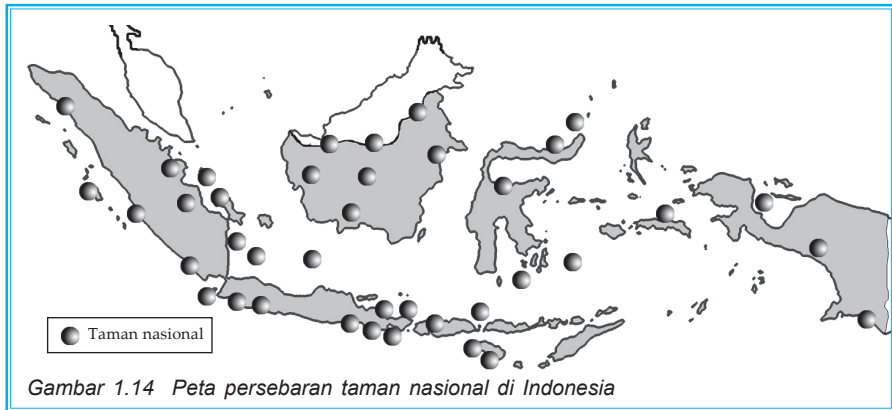 Taman nasional
Gambar 1.14 Peta persebaran taman nasional di Indonesia